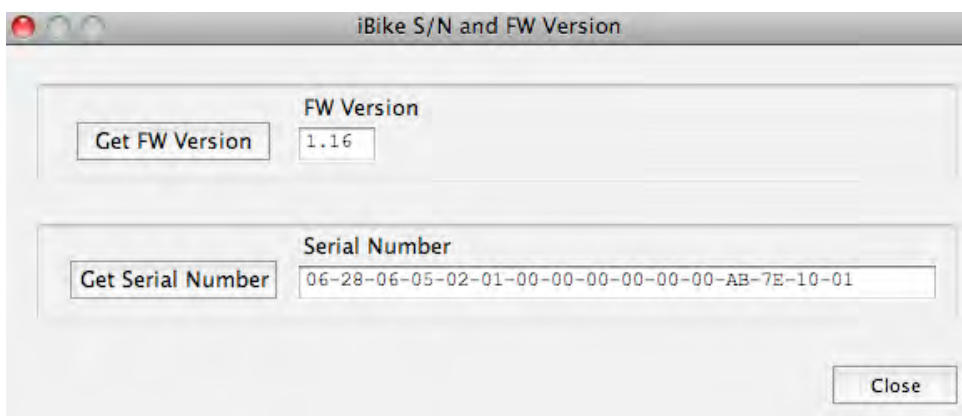 iBike S/N and FW Version
FW Version
Get FW Version 1.16
Serial Number
Get Serial Number 06-28-06-05-02-01-00-00-00-00-00-00-AB-7E-10-01
Close